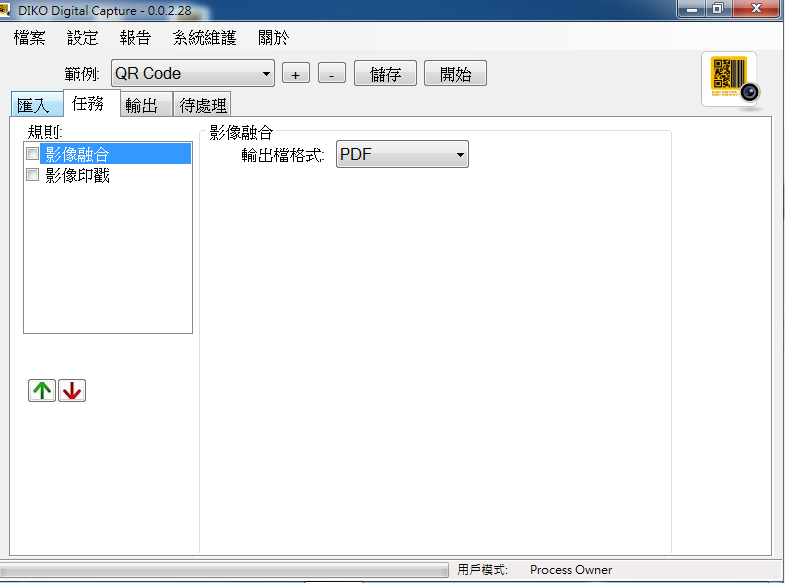 DIKO Digital Capture - 0.0.2.28
檔案 設定 報告 系統維護 關於
範例: QR Code + - 儲存 開始
匯入 任務 輸出 待處理
規則:
影像融合
影像印戳
影像融合
輸出檔格式: PDF
用戶模式: Process Owner